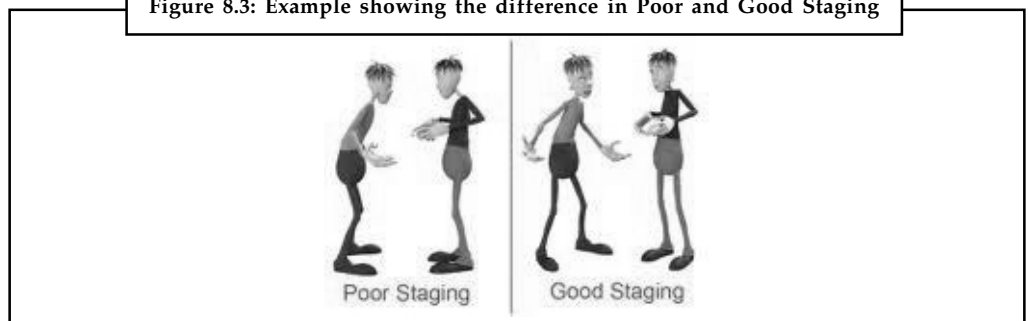 Figure 8.3: Example showing the difference in Poor and Good Staging
Poor Staging
Good Staging